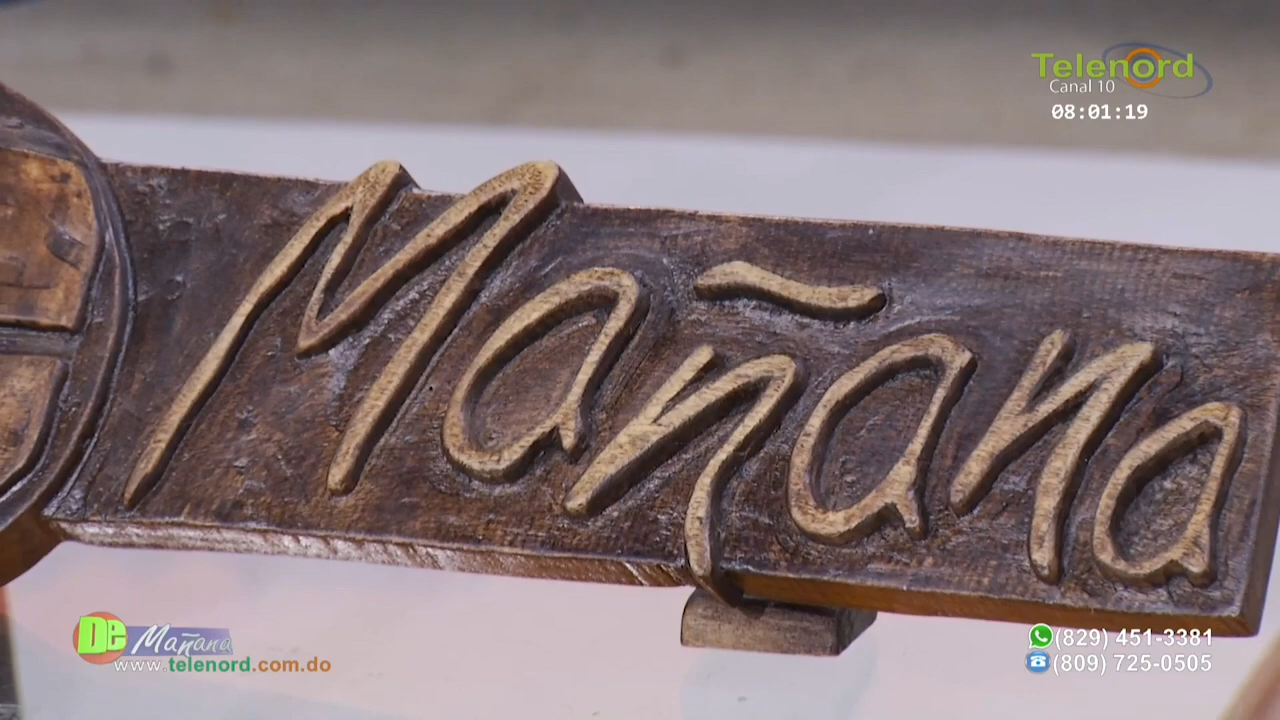 Telenord
Canal 10
08:01:19
Mañana
De Mañana
www.telenord.com.do
(829) 451-3381
(809) 725-0505